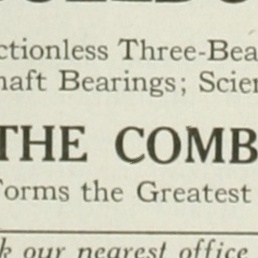 ctionless Three-Bea
haft Bearings; Scien
THE COMB
Forms the Greatest
k our nearest office